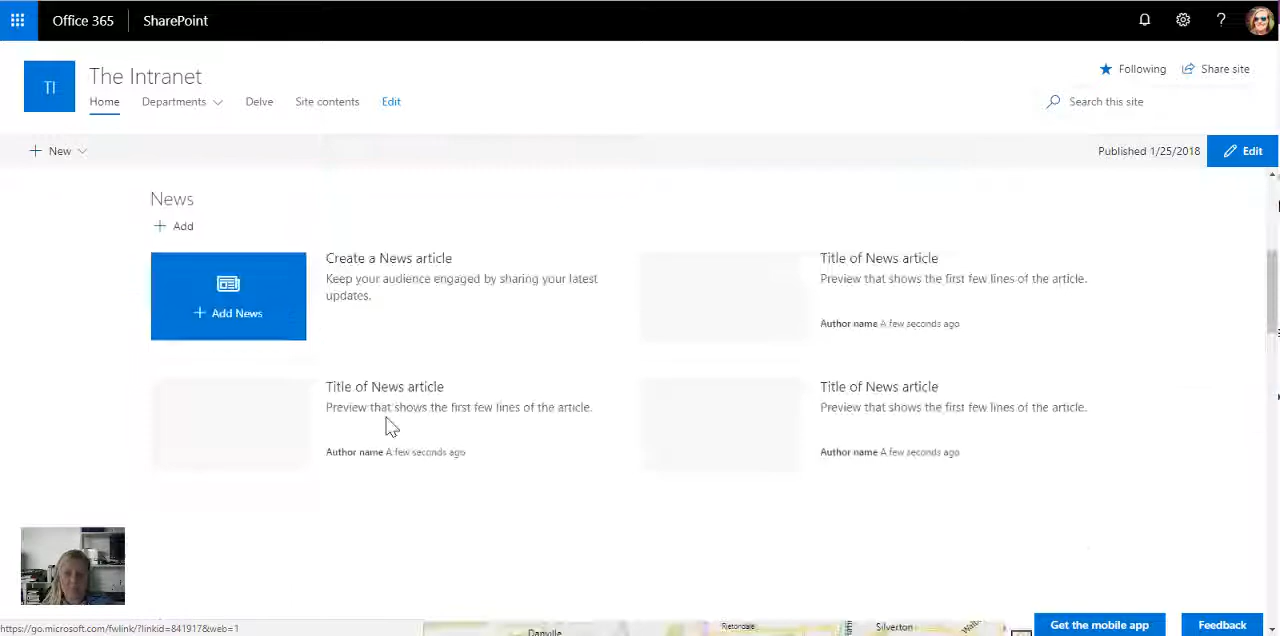 Office 365 SharePoint ?
TI The Intranet Following Share site
Home Departments Delve Site contents Edit Search this site
+ New Published 1/25/2018 Edit
News
+ Add
+ Add News
Create a News article
Keep your audience engaged by sharing your latest
updates.
Title of News article
Preview that shows the first few lines of the article.
Author name A few seconds ago
Title of News article
Preview that shows the first few lines of the article.
Author name A few seconds ago
Title of News article
Preview that shows the first few lines of the article.
Author name A few seconds ago
https://go.microsoft.com/fwlink/?linkid=841917&web=1
Danville Rietondale Silverton
Get the mobile app Feedback